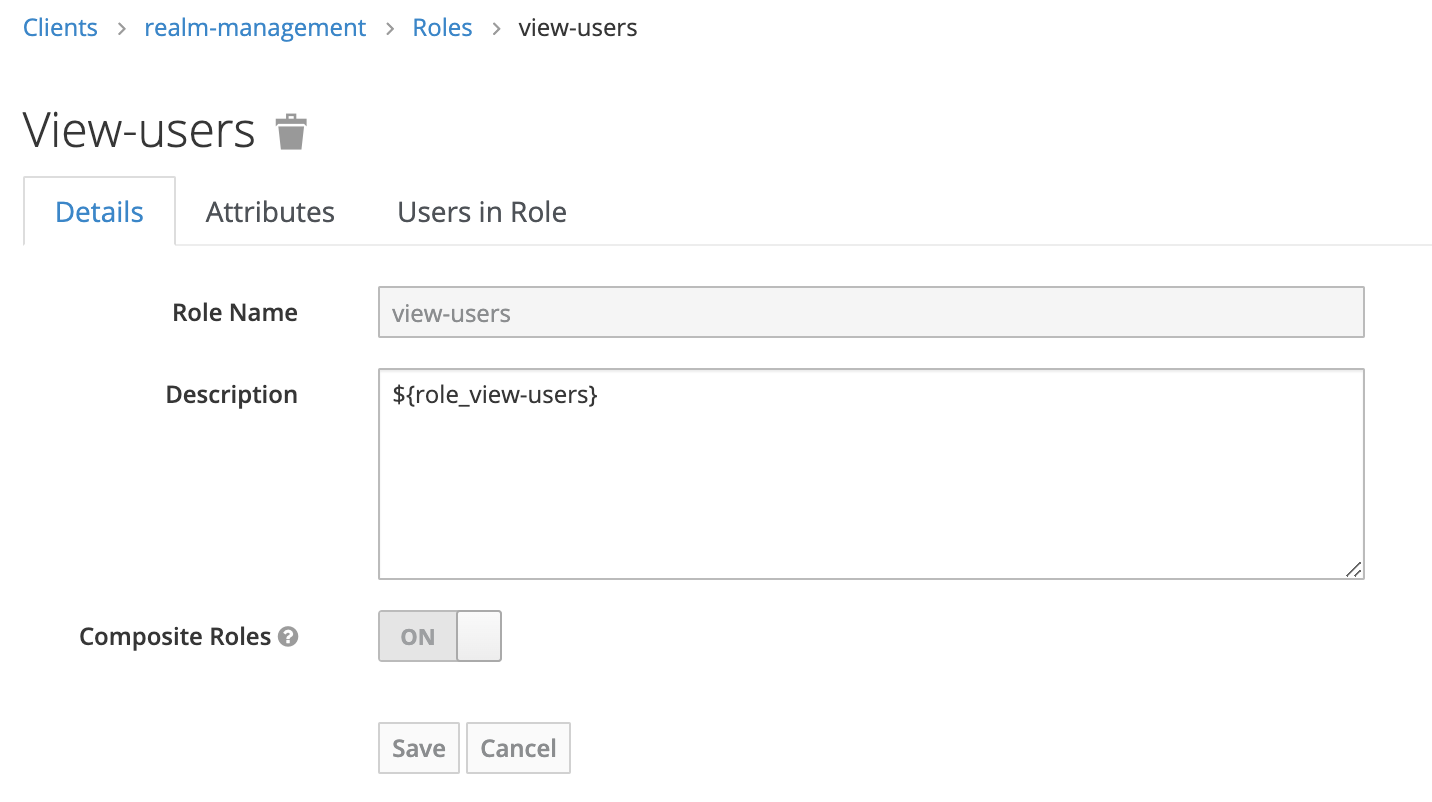 Clients > realm-management > Roles > view-users
View-users
Details Attributes Users in Role
Role Name view-users
Description ${role_view-users}
Composite Roles ? ON
Save Cancel